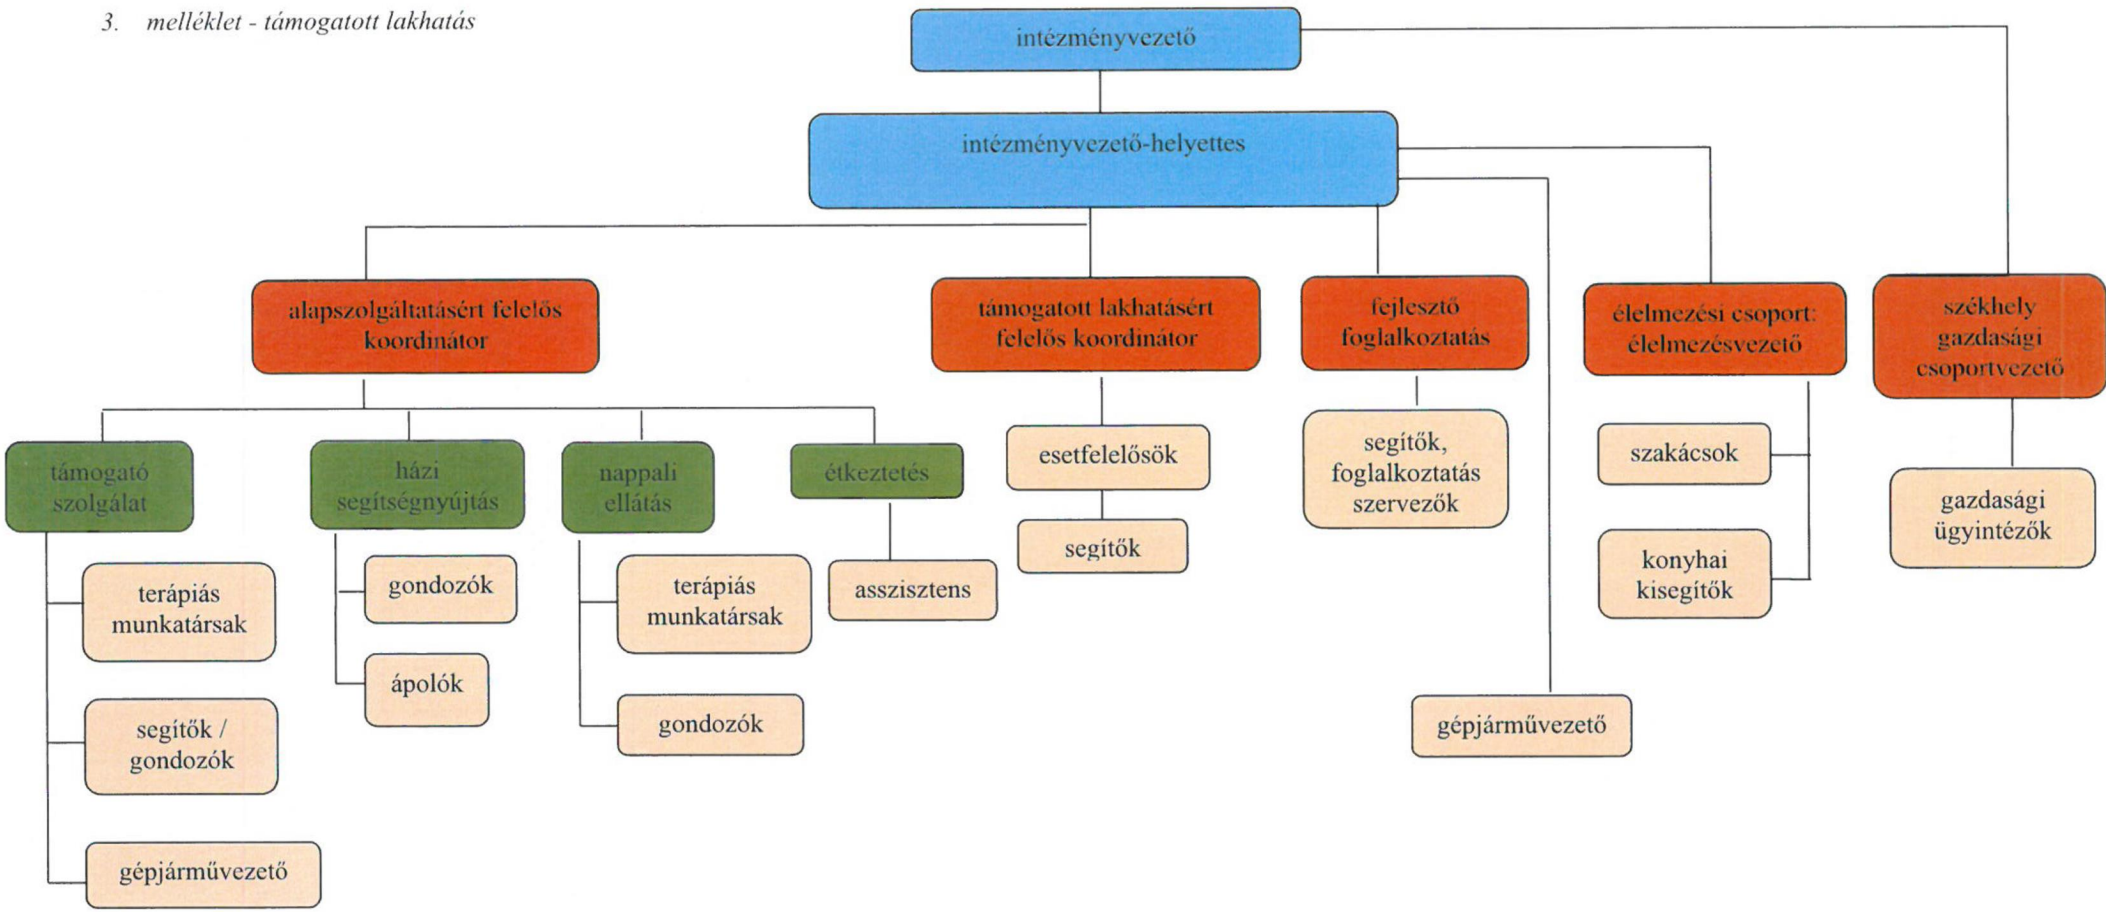 3. melléklet - támogatott lakhatás
intézményvezető
intézményvezető-helyettes
alapszolgáltatásért felelős
koordinátor
támogatott lakhatásért
felelős koordinátor
fejlesztő
foglalkoztatás
élelmezési csoport:
élelmezésvezető
székhely
gazdasági
csoportvezető
támogató
szolgálat
házi
segítségnyújtás
nappali
ellátás
étkeztetés
esetfelelősök
segítők
segítők,
foglalkoztatás
szervezők
szakácsok
konyhai
kisegítők
gazdasági
ügyintézők
terápiás
munkatársak
segítők /
gondozók
gépjárművezető
gondozók
ápolók
terápiás
munkatársak
gondozók
asszisztens
gépjárművezető